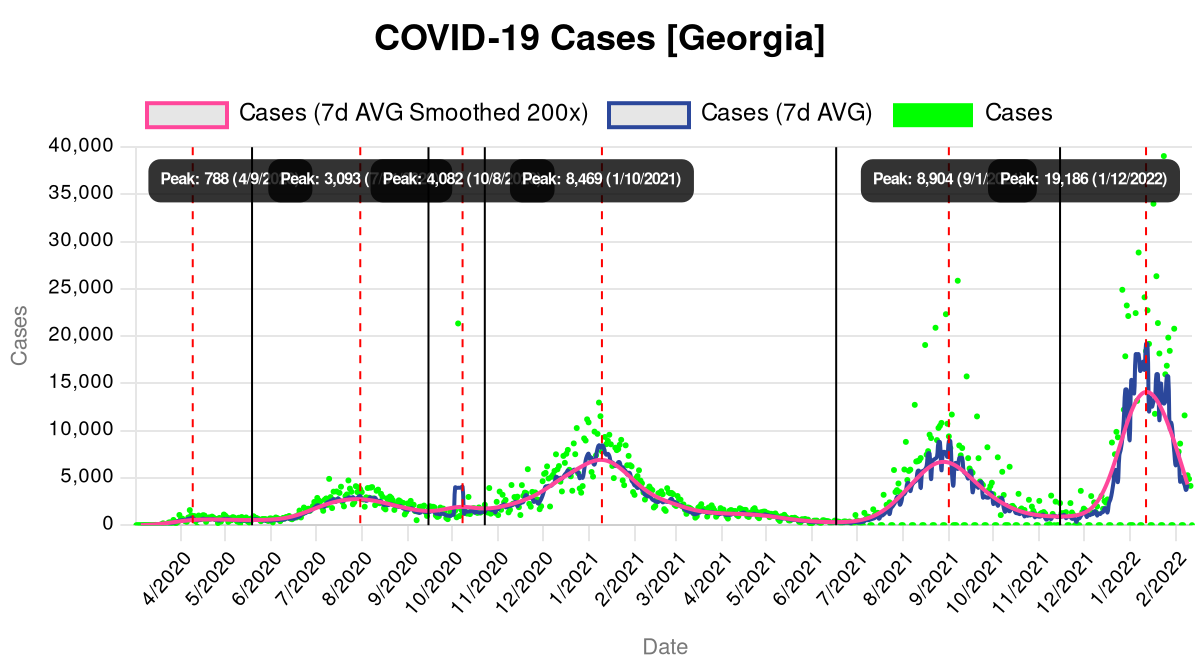 COVID-19 Cases [Georgia]
Cases (7d AVG Smoothed 200x)
Cases (7d AVG)
Cases
40,000
35,000
30,000
25,000
20,000
15,000
10,000
5,000
0
Cases
Peak: 788 (4/9/20
Peak: 3,093 (7/
Peak: 4,082 (10/8/20
Peak: 8,469 (1/10/2021)
Peak: 8,904 (9/1/20
Peak: 19,186 (1/12/2022)
4/2020
5/2020
6/2020
7/2020
8/2020
9/2020
10/2020
11/2020
12/2020
1/2021
2/2021
3/2021
4/2021
5/2021
6/2021
7/2021
8/2021
9/2021
10/2021
11/2021
12/2021
1/2022
2/2022
Date